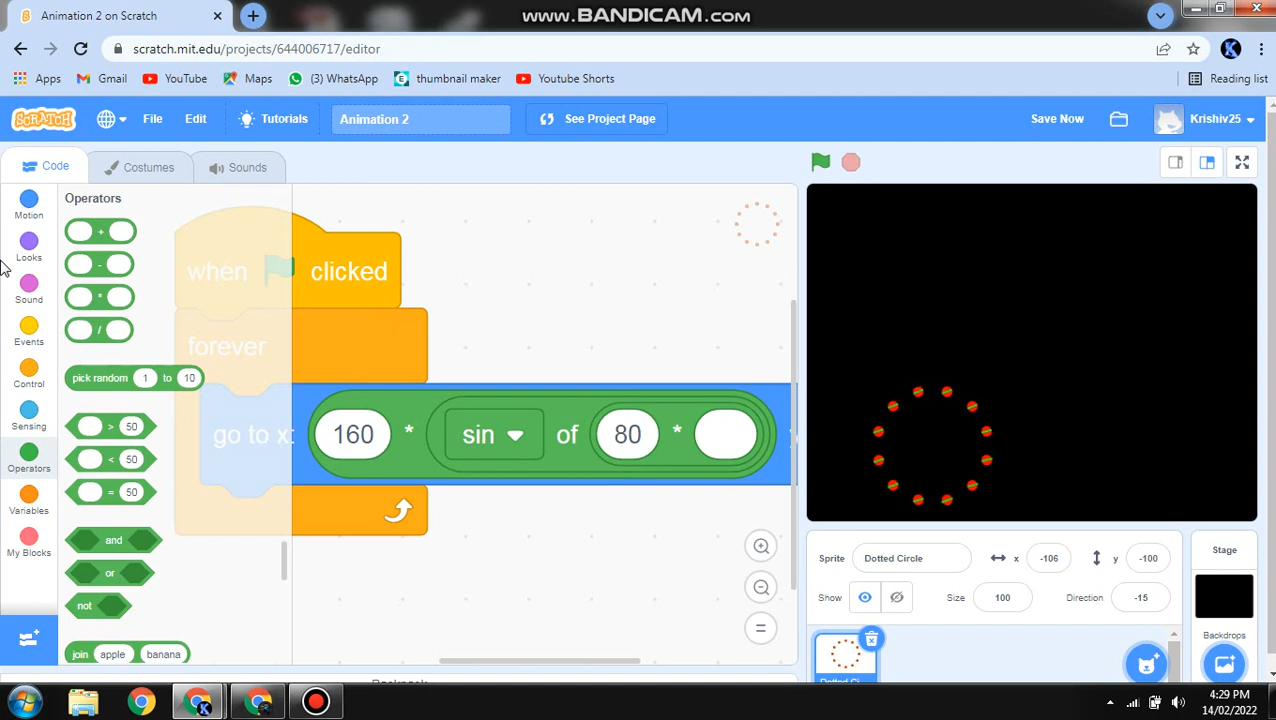 2 Animation 2 on Scratch
www.BANDICAM.com
scratch.mit.edu/projects/644006717/editor
Apps Gmail YouTube Maps (3) WhatsApp thumbnail maker Youtube Shorts Reading list
SCRATCH File Edit Tutorials Animation 2 See Project Page Save Now Krishiv25
Code Costumes Sounds
Motion
Looks
Sound
Events
Control
Sensing
Operators
Variables
My Blocks
Operators
+
-
*
/
pick random 1 to 10
> 50
< 50
= 50
and
or
not
join apple banana
when clicked
forever
go to x: 160 * sin of 80 *
Sprite Dotted Circle x -106 y -100
Show Size 100 Direction -15
Stage
Backdrops
4:29 PM
14/02/2022